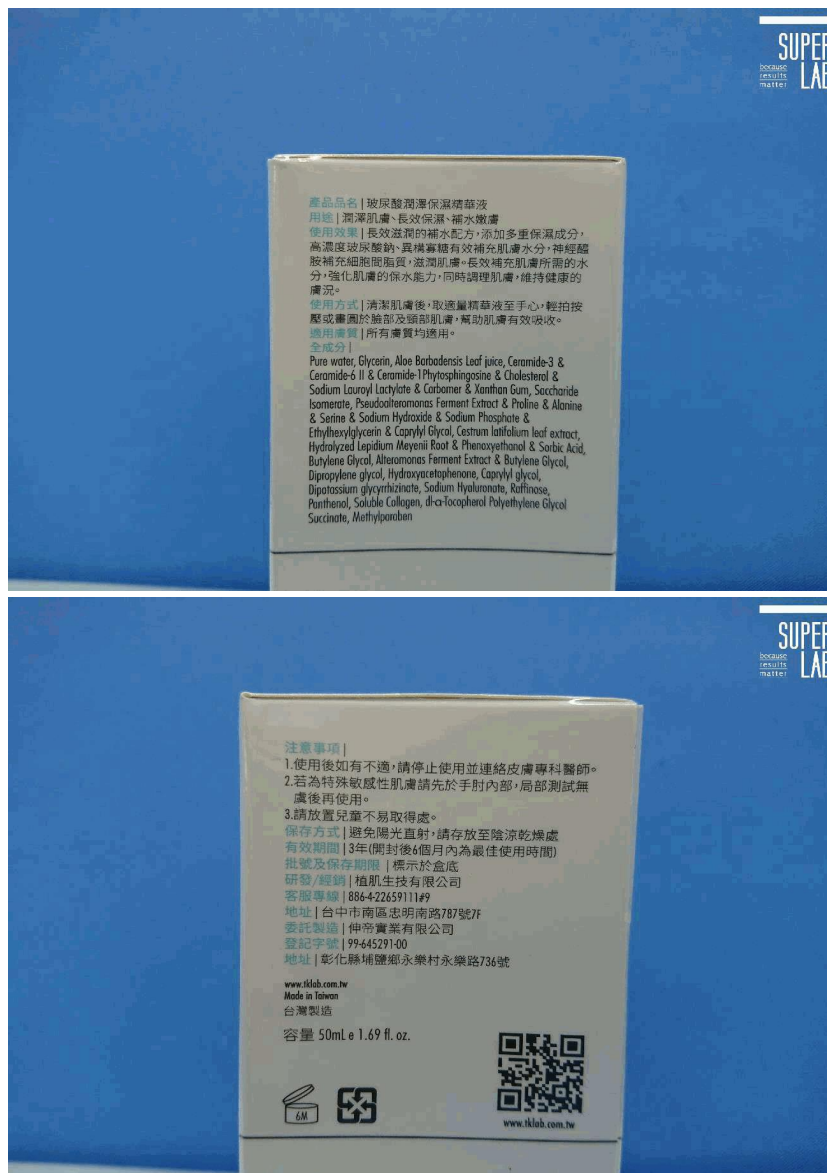 SUPER
because
results
matter
LAB
產品品名|玻尿酸潤澤保濕精華液
用途|潤澤肌膚、長效保濕、補水嫩膚
使用效果|長效滋潤的補水配方，添加多重保濕成分，
高濃度玻尿酸鈉、異構寡糖有效補充肌膚水分，神經醯
胺補充細胞間脂質，滋潤肌膚。長效補充肌膚所需的水
分，強化肌膚的保水能力，同時調理肌膚，維持健康的
膚況。
使用方式|清潔肌膚後，取適量精華液至手心，輕拍按
壓或畫圓於臉部及頸部肌膚，幫助肌膚有效吸收。
適用膚質|所有膚質均適用。
全成分|
Pure water, Glycerin, Aloe Barbadensis Leaf juice, Ceramide-3 &
Ceramide-6 II & Ceramide-1Phytosphingosine & Cholesterol &
Sodium Lauroyl Lactylate & Carbomer & Xanthan Gum, Saccharide
Isomerate, Pseudoalteromonas Ferment Extract & Proline & Alanine
& Serine & Sodium Hydroxide & Sodium Phosphate &
Ethylhexylglycerin & Caprylyl Glycol, Cestrum latifolium leaf extract,
Hydrolyzed Lepidium Meyenii Root & Phenoxyethanol & Sorbic Acid,
Butylene Glycol, Alteromonas Ferment Extract & Butylene Glycol,
Dipropylene glycol, Hydroxyacetophenone, Caprylyl glycol,
Dipotassium glycyrrhizinate, Sodium Hyaluronate, Raffinose,
Panthenol, Soluble Collagen, dl-α-Tocopherol Polyethylene Glycol
Succinate, Methylparaben
SUPER
because
results
matter
LAB
注意事項|
1.使用後如有不適，請停止使用並連絡皮膚專科醫師。
2.若為特殊敏感性肌膚請先於手肘內部，局部測試無
虞後再使用。
3.請放置兒童不易取得處。
保存方式|避免陽光直射，請存放至陰涼乾燥處
有效期間|3年(開封後6個月內為最佳使用時間)
批號及保存期限|標示於盒底
研發/經銷|植肌生技有限公司
客服專線|886-4-22659111#9
地址|台中市南區忠明南路787號7F
委託製造|伸帝實業有限公司
登記字號|99-645291-00
地址|彰化縣埔鹽鄉永樂村永樂路736號
www.tklab.com.tw
Made in Taiwan
台灣製造
容量 50mL e 1.69 fl. oz.
6M
www.tklab.com.tw